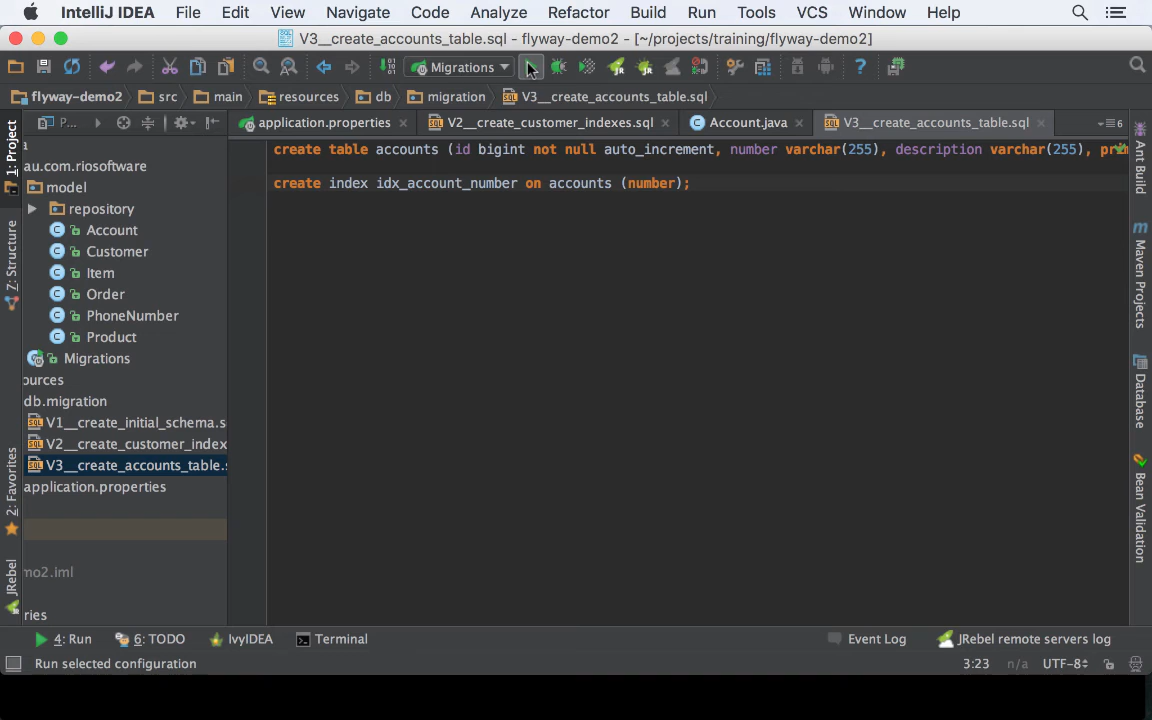 IntelliJ IDEA File Edit View Navigate Code Analyze Refactor Build Run Tools VCS Window Help
V3__create_accounts_table.sql - flyway-demo2 - [~/projects/training/flyway-demo2]
Migrations
flyway-demo2 src main resources db migration V3__create_accounts_table.sql
P... application.properties V2__create_customer_indexes.sql Account.java V3__create_accounts_table.sql 6
1: Project
Z: Structure
2: Favorites
JRebel
a
au.com.riosoftware
model
repository
Account
Customer
Item
Order
PhoneNumber
Product
Migrations
ources
db.migration
V1__create_initial_schema.s
V2__create_customer_index
V3__create_accounts_table.s
application.properties
mo2.iml
ries
create table accounts (id bigint not null auto_increment, number varchar(255), description varchar(255), prim
create index idx_account_number on accounts (number);
Ant Build
Maven Projects
Database
Bean Validation
4: Run 6: TODO IvyIDEA Terminal Event Log JRebel remote servers log
Run selected configuration 3:23 n/a UTF-8